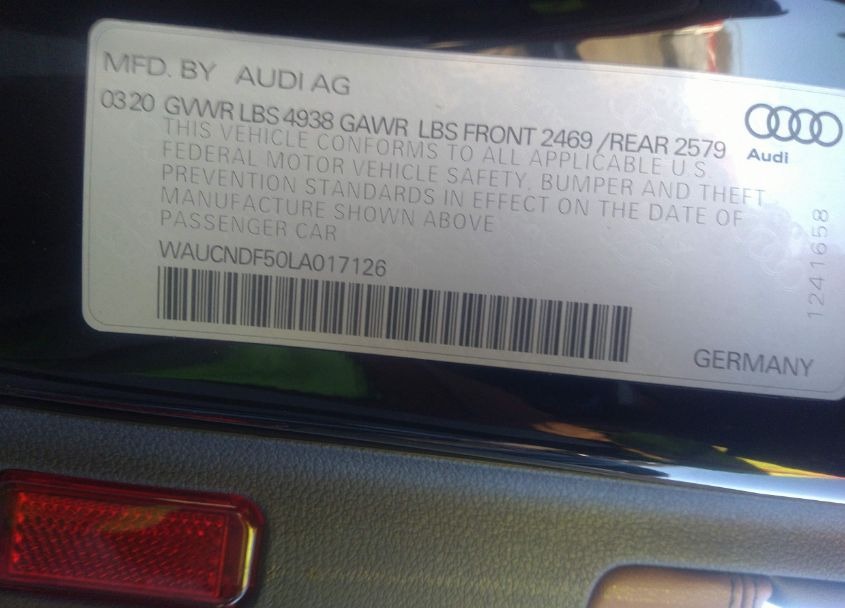 MFD. BY AUDI AG
0320 GVWR LBS 4938 GAWR LBS FRONT 2469 /REAR 2579
THIS VEHICLE CONFORMS TO ALL APPLICABLE U.S.
FEDERAL MOTOR VEHICLE SAFETY, BUMPER AND THEFT
PREVENTION STANDARDS IN EFFECT ON THE DATE OF
MANUFACTURE SHOWN ABOVE
PASSENGER CAR
WAUCNDF50LA017126
Audi
1241658
GERMANY